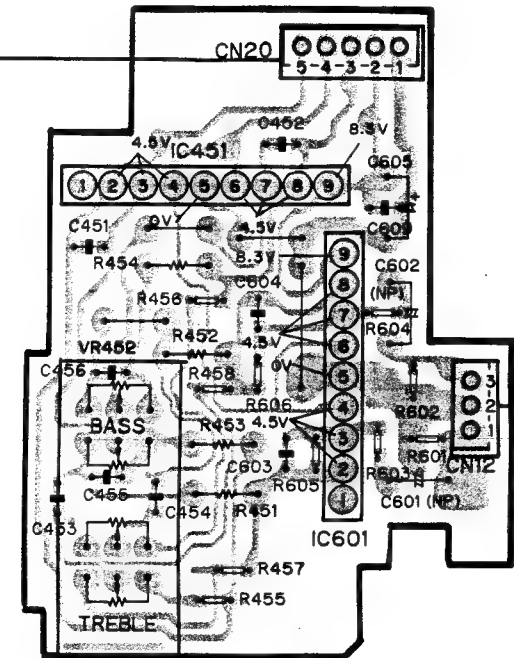 CN20
5 4 3 2 1
C452
8.3V
4.5V
IC451
C605
1 2 3 4 5 6 7 8 9
+
C451
0V
4.5V
C609
R454
8.3V
9
C602
(NP)
R456
C604
8
7
R604
R452
4.5V
6
VR452
0V
5
C456
R458
R606
4
R602
3
2
1
BASS
4.5V
R453
3
R601
CN12
C603
R605
2
R603
C455
C454
R451
1
C601 (NP)
C453
IC601
R457
R455
TREBLE